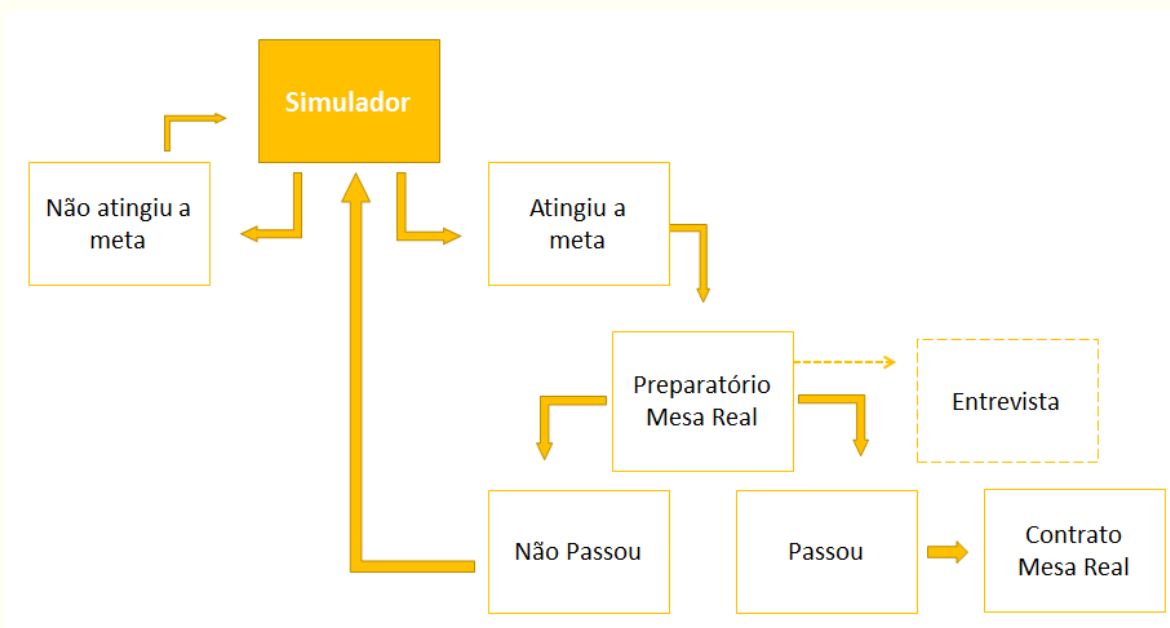 Simulador
Não atingiu a
meta
Atingiu a
meta
Preparatório
Mesa Real
Entrevista
Não Passou
Passou
Contrato
Mesa Real